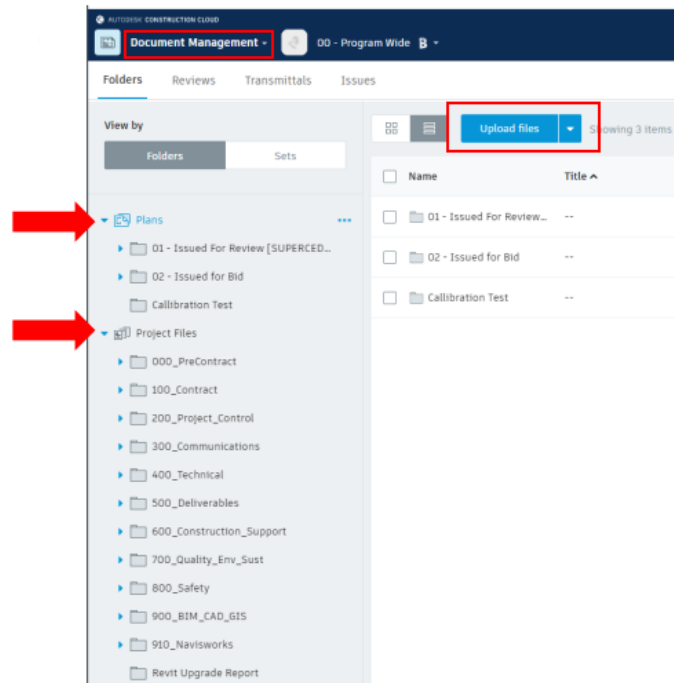 AUTODESK CONSTRUCTION CLOUD
Document Management
00 - Program Wide B
Folders Reviews Transmittals Issues
View by
Folders Sets
Upload files
Showing 3 items
Name Title
Plans
01 - Issued For Review [SUPERCED...
02 - Issued for Bid
Callibration Test
Project Files
000_PreContract
100_Contract
200_Project_Control
300_Communications
400_Technical
500_Deliverables
600_Construction_Support
700_Quality_Env_Sust
800_Safety
900_BIM_CAD_GIS
910_Navisworks
Revit Upgrade Report
01 - Issued For Review... --
02 - Issued for Bid --
Callibration Test --